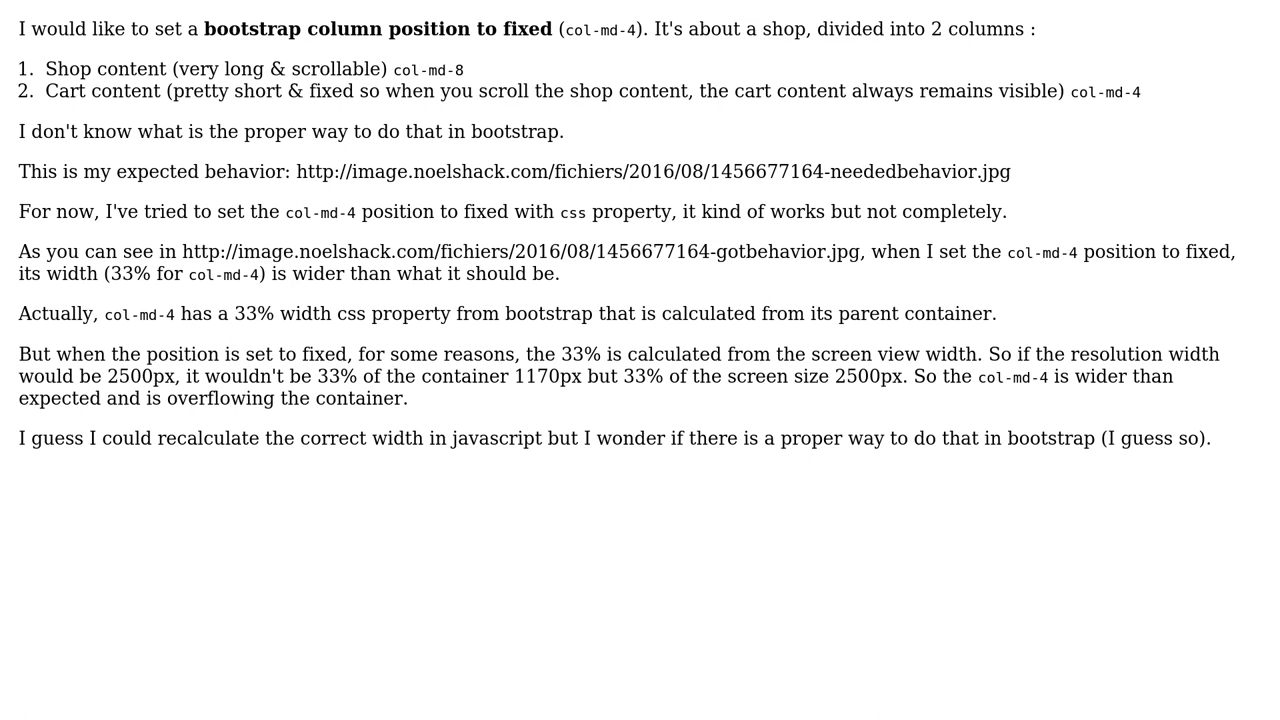 I would like to set a bootstrap column position to fixed (col-md-4). It's about a shop, divided into 2 columns :
1. Shop content (very long & scrollable) col-md-8
2. Cart content (pretty short & fixed so when you scroll the shop content, the cart content always remains visible) col-md-4
I don't know what is the proper way to do that in bootstrap.
This is my expected behavior: http://image.noelshack.com/fichiers/2016/08/1456677164-neededbehavior.jpg
For now, I've tried to set the col-md-4 position to fixed with css property, it kind of works but not completely.
As you can see in http://image.noelshack.com/fichiers/2016/08/1456677164-gotbehavior.jpg, when I set the col-md-4 position to fixed,
its width (33% for col-md-4) is wider than what it should be.
Actually, col-md-4 has a 33% width css property from bootstrap that is calculated from its parent container.
But when the position is set to fixed, for some reasons, the 33% is calculated from the screen view width. So if the resolution width
would be 2500px, it wouldn't be 33% of the container 1170px but 33% of the screen size 2500px. So the col-md-4 is wider than
expected and is overflowing the container.
I guess I could recalculate the correct width in javascript but I wonder if there is a proper way to do that in bootstrap (I guess so).